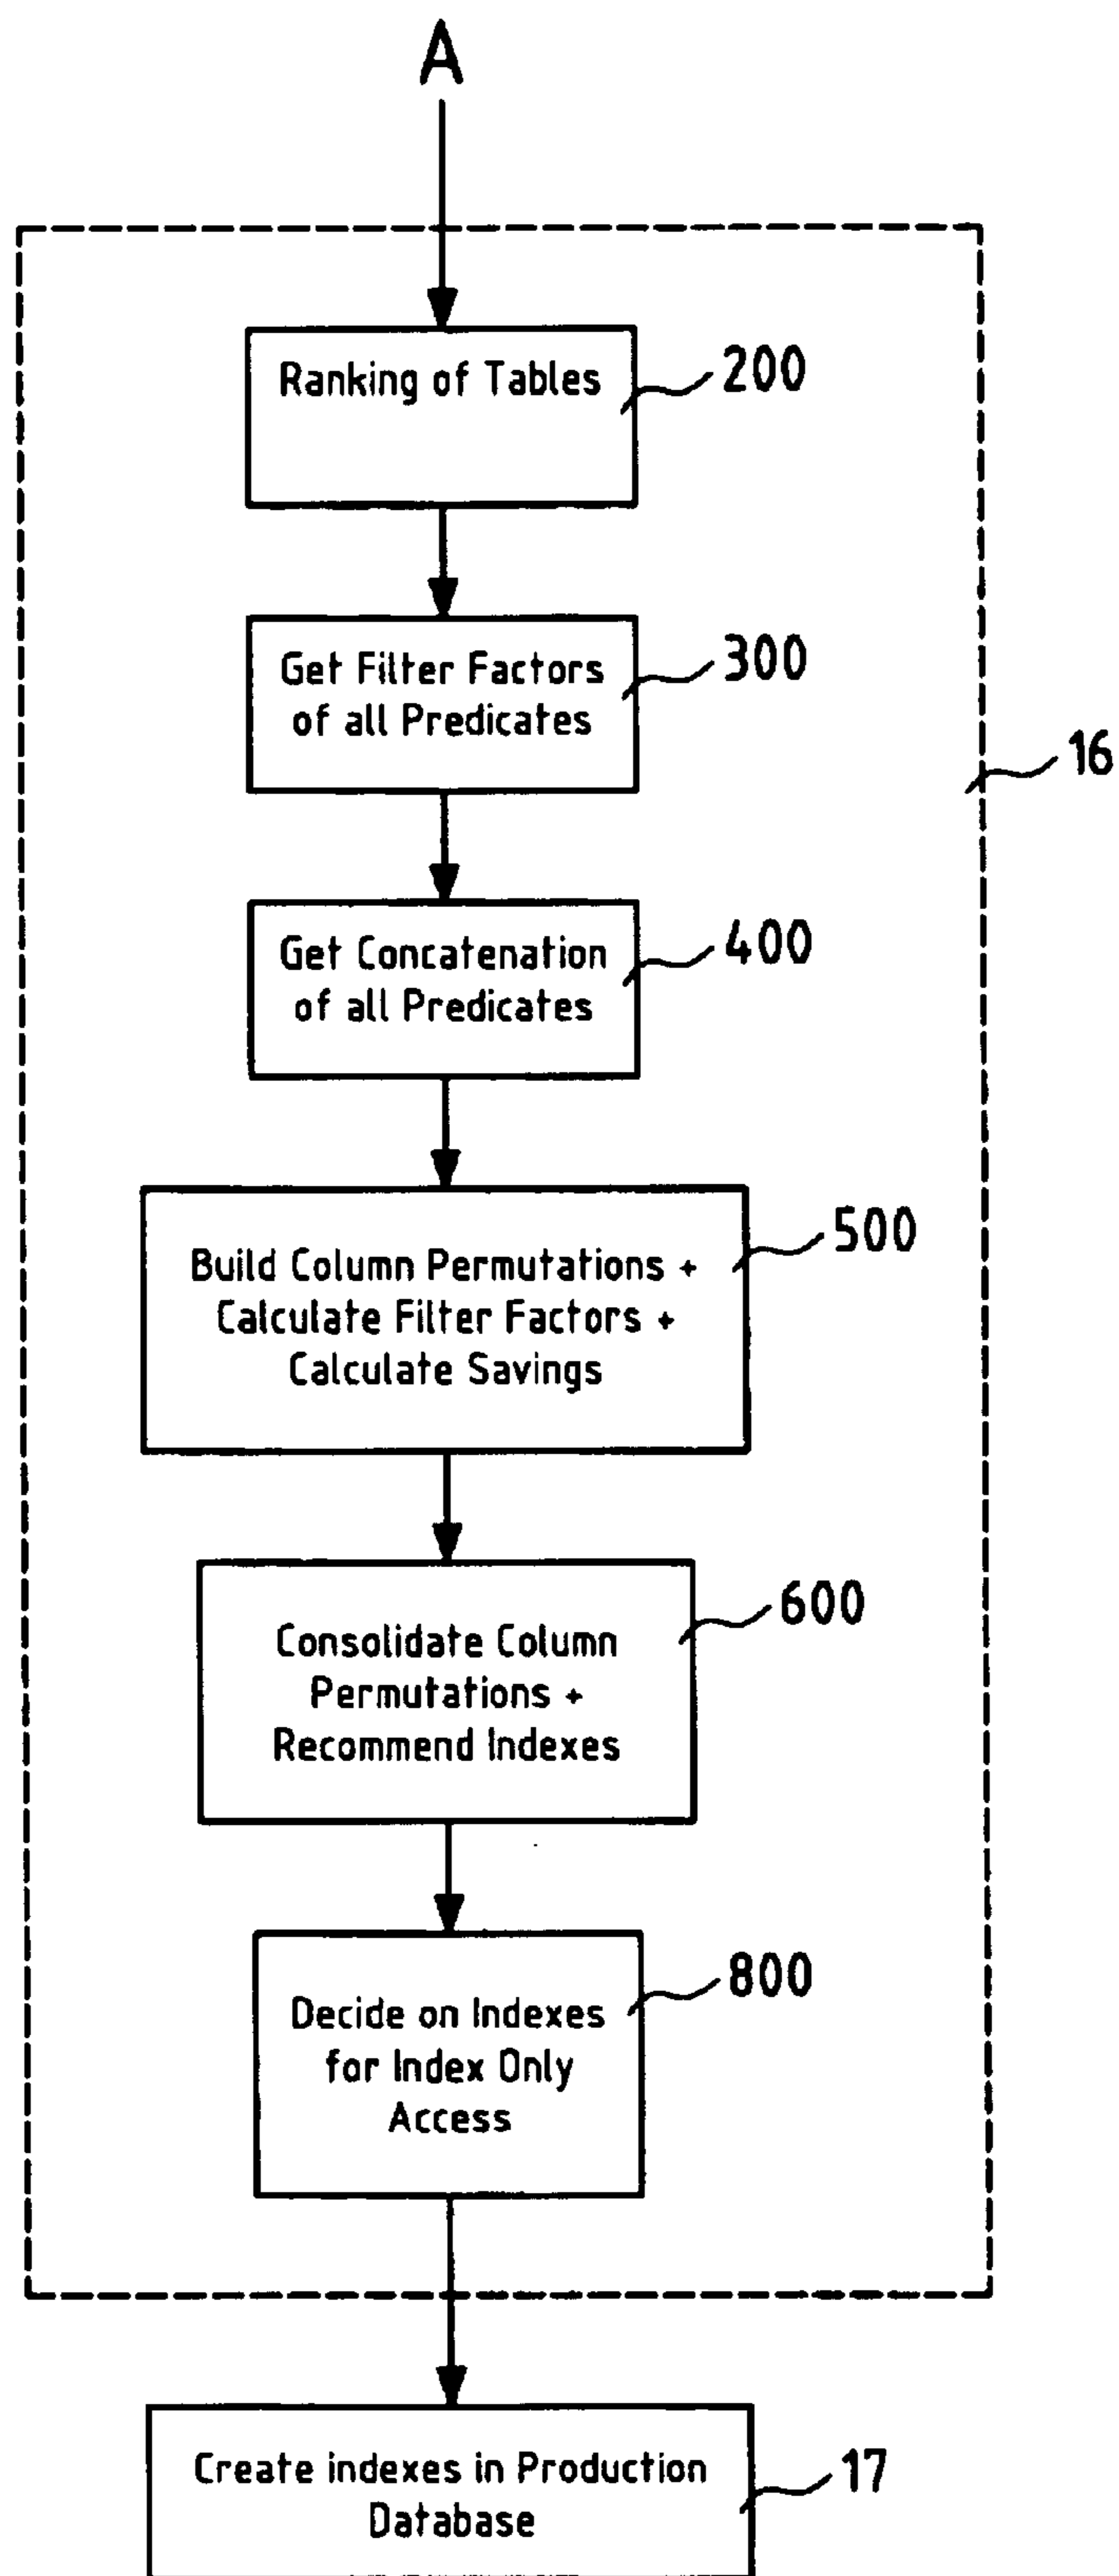 A
Ranking of Tables
200
Get Filter Factors
of all Predicates
300
16
Get Concatenation
of all Predicates
400
Build Column Permutations +
Calculate Filter Factors +
Calculate Savings
500
Consolidate Column
Permutations +
Recommend Indexes
600
Decide on Indexes
for Index Only
Access
800
Create indexes in Production
Database
17